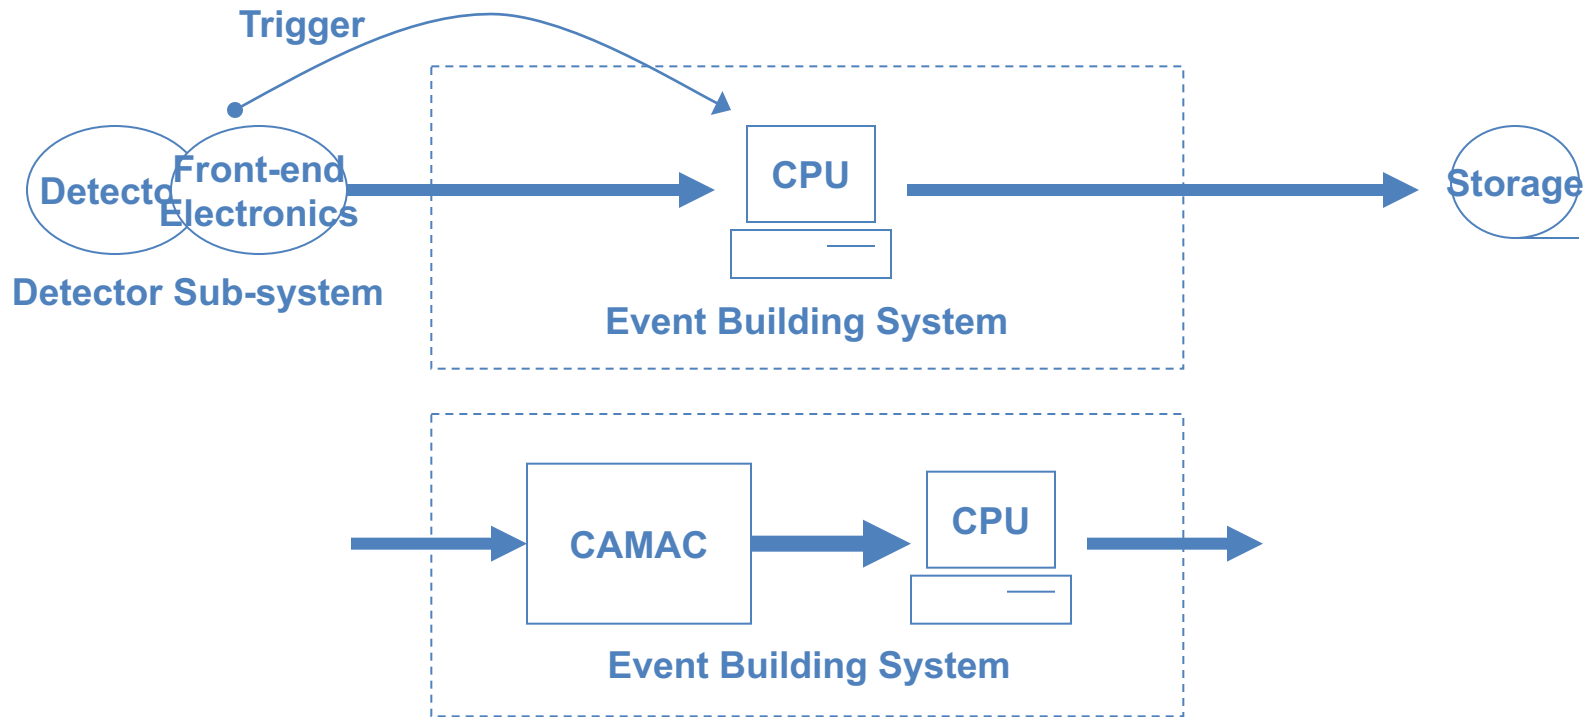 Trigger
Detecto
Front-end
Electronics
CPU
Storage
Detector Sub-system
Event Building System
CAMAC
CPU
Event Building System